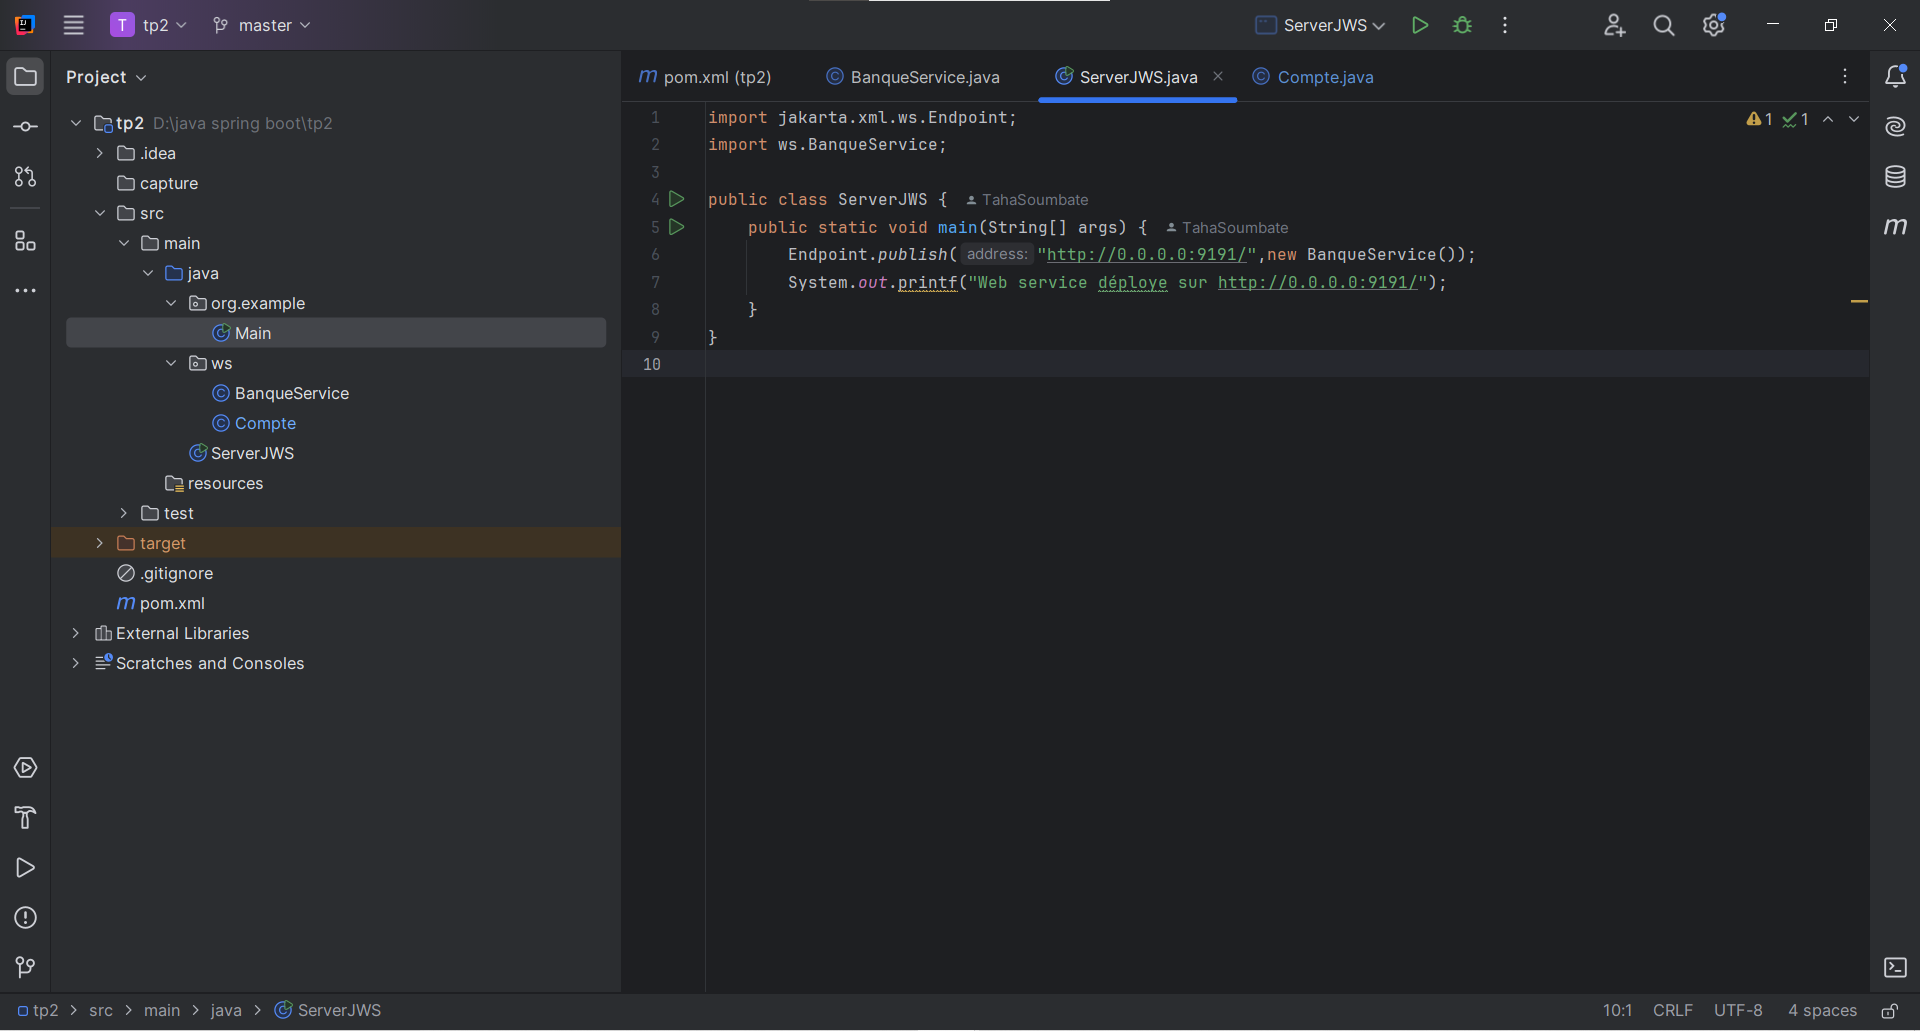 T tp2 master ServerJWS
Project
pom.xml (tp2) BanqueService.java ServerJWS.java Compte.java
tp2 D:\java spring boot\tp2
.idea
capture
src
main
java
org.example
Main
ws
BanqueService
Compte
ServerJWS
resources
test
target
.gitignore
m pom.xml
External Libraries
Scratches and Consoles
1 import jakarta.xml.ws.Endpoint;
2 import ws.BanqueService;
3
4 public class ServerJWS { TahaSoumbate
5 public static void main(String[] args) { TahaSoumbate
6 Endpoint.publish( address: "http://0.0.0.0:9191/",new BanqueService());
7 System.out.printf("Web service déploye sur http://0.0.0.0:9191/");
8 }
9 }
10
1 1
tp2 > src > main > java > ServerJWS
10:1 CRLF UTF-8 4 spaces